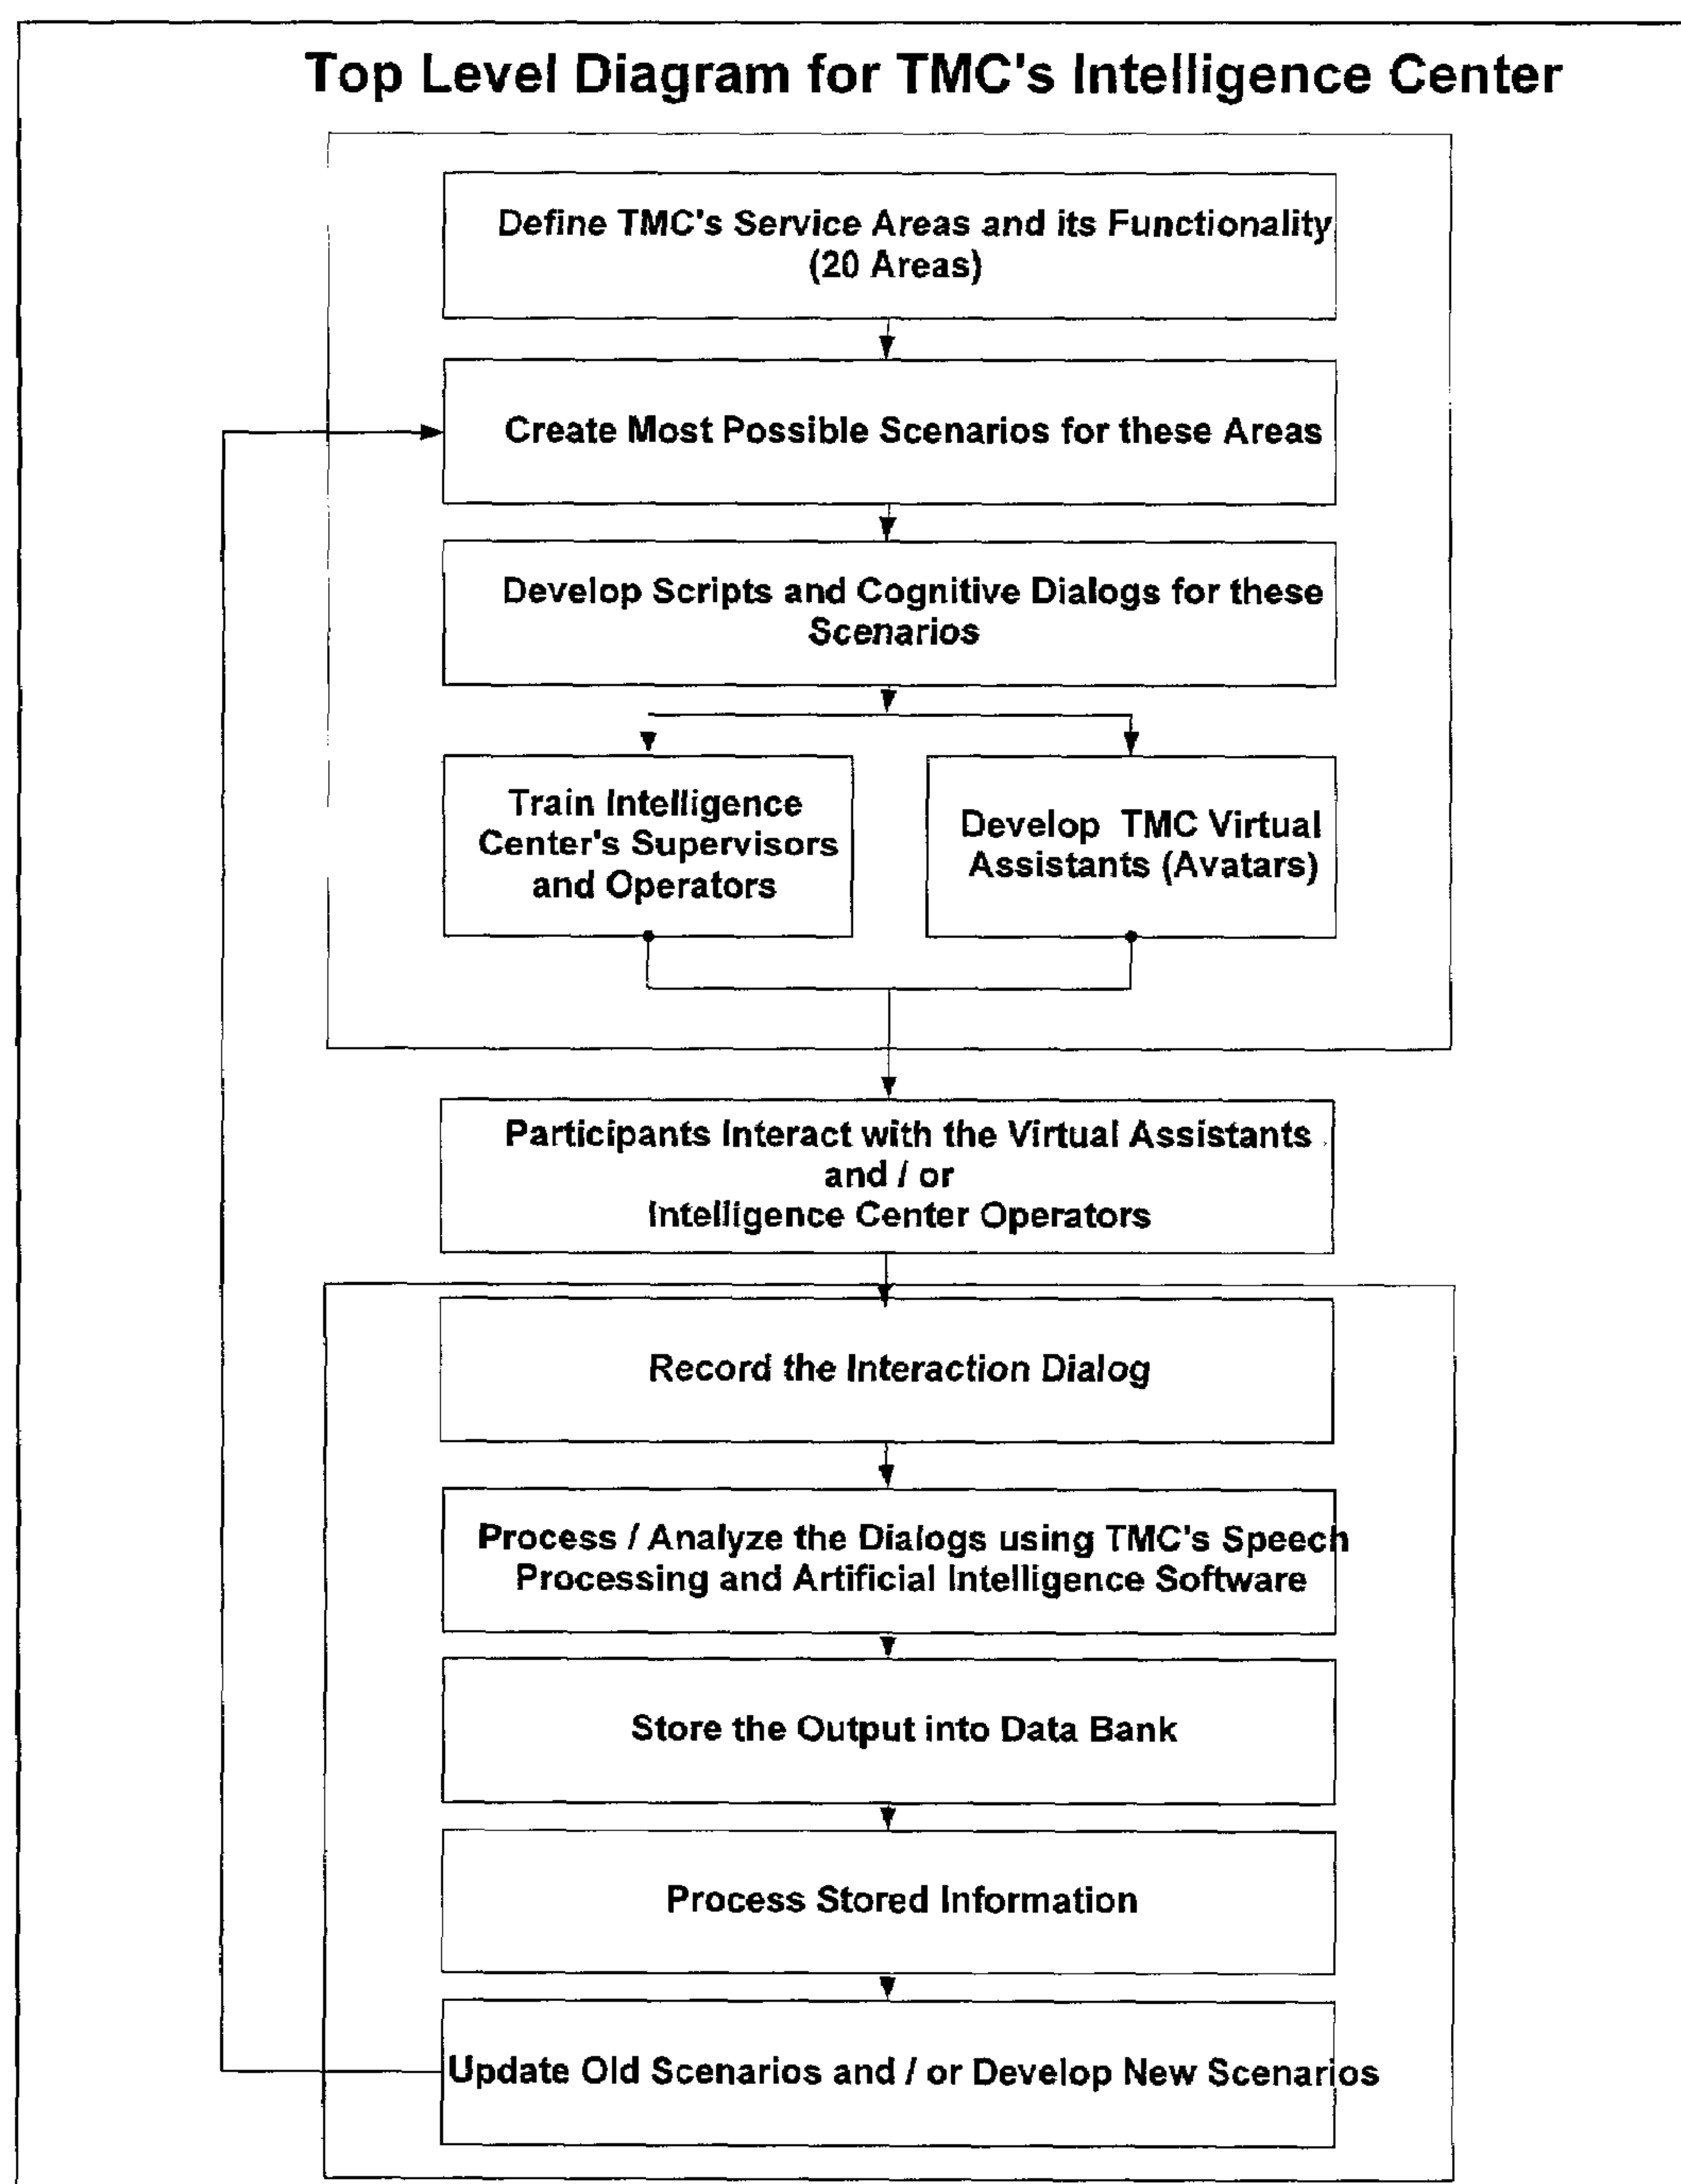 Top Level Diagram for TMC's Intelligence Center
Define TMC's Service Areas and its Functionality
(20 Areas)
Create Most Possible Scenarios for these Areas
Develop Scripts and Cognitive Dialogs for these
Scenarios
Train Intelligence
Center's Supervisors
and Operators
Develop TMC Virtual
Assistants (Avatars)
Participants Interact with the Virtual Assistants
and / or
Intelligence Center Operators
Record the Interaction Dialog
Process / Analyze the Dialogs using TMC's Speech
Processing and Artificial Intelligence Software
Store the Output into Data Bank
Process Stored Information
Update Old Scenarios and / or Develop New Scenarios